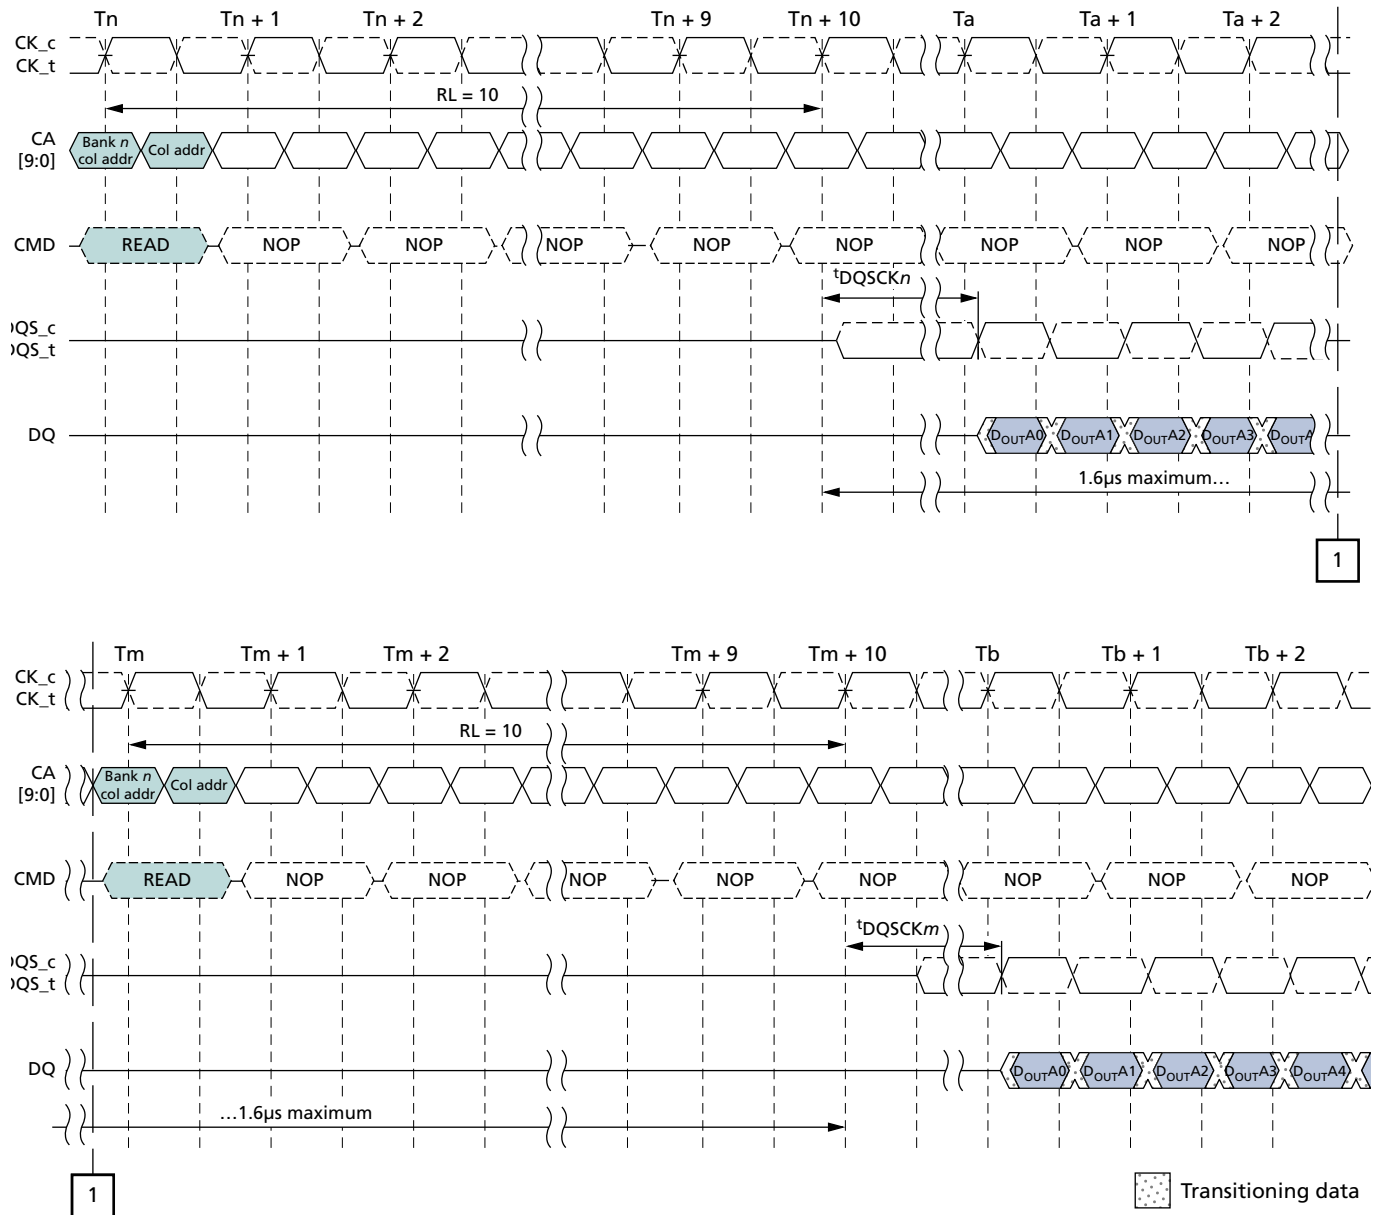 Tn Tn + 1 Tn + 2 Tn + 9 Tn + 10 Ta Ta + 1 Ta + 2
CK_c
CK_t
RL = 10
CA
[9:0]
Bank n
col addr
Col addr
CMD READ NOP NOP NOP NOP NOP NOP NOP NOP
tDQSCKn
QS_c
QS_t
DQ DOUTA0 DOUTA1 DOUTA2 DOUTA3 DOUTA
1.6μs maximum…
1
Tm Tm + 1 Tm + 2 Tm + 9 Tm + 10 Tb Tb + 1 Tb + 2
CK_c
CK_t
RL = 10
CA
[9:0]
Bank n
col addr
Col addr
CMD READ NOP NOP NOP NOP NOP NOP NOP NOP
tDQSCKm
QS_c
QS_t
DQ DOUTA0 DOUTA1 DOUTA2 DOUTA3 DOUTA4
…1.6μs maximum
1
Transitioning data